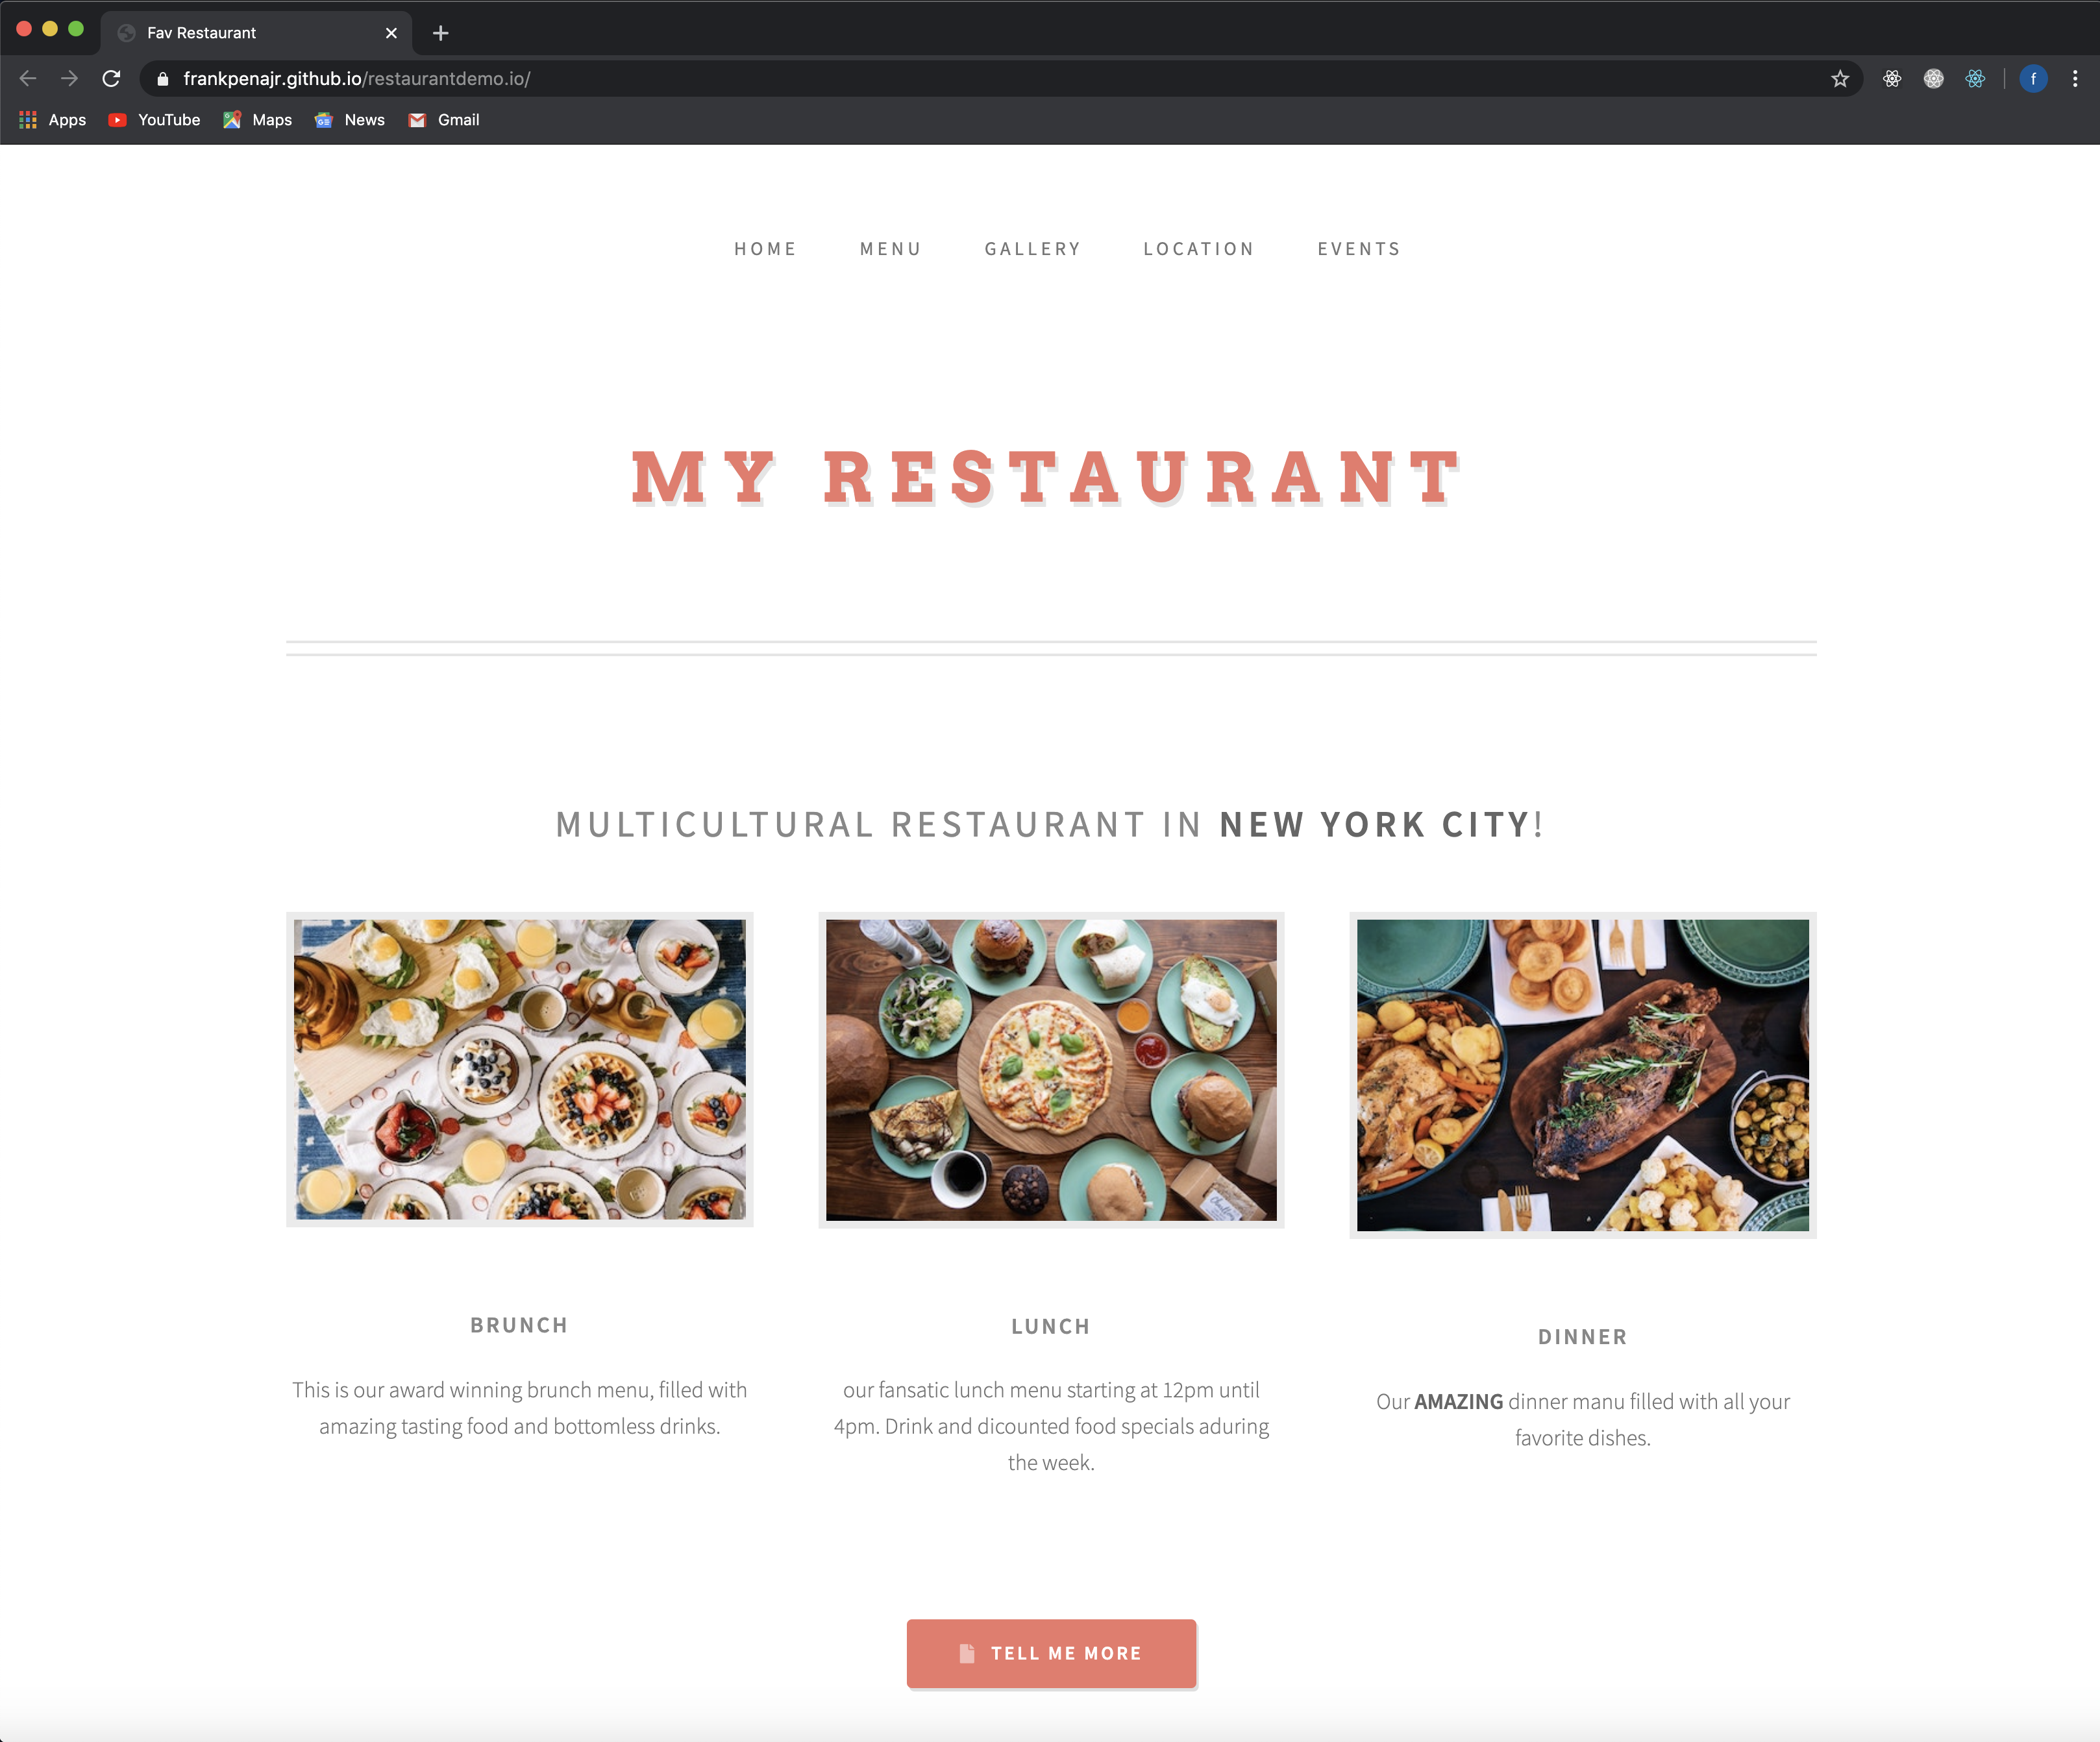 Fav Restaurant
frankpenajr.github.io/restaurantdemo.io/
f
Apps YouTube Maps News Gmail
HOME MENU GALLERY LOCATION EVENTS
MY RESTAURANT
MULTICULTURAL RESTAURANT IN NEW YORK CITY!
BRUNCH
This is our award winning brunch menu, filled with
amazing tasting food and bottomless drinks.
LUNCH
our fansatic lunch menu starting at 12pm until
4pm. Drink and dicounted food specials aduring
the week.
DINNER
Our AMAZING dinner manu filled with all your
favorite dishes.
TELL ME MORE